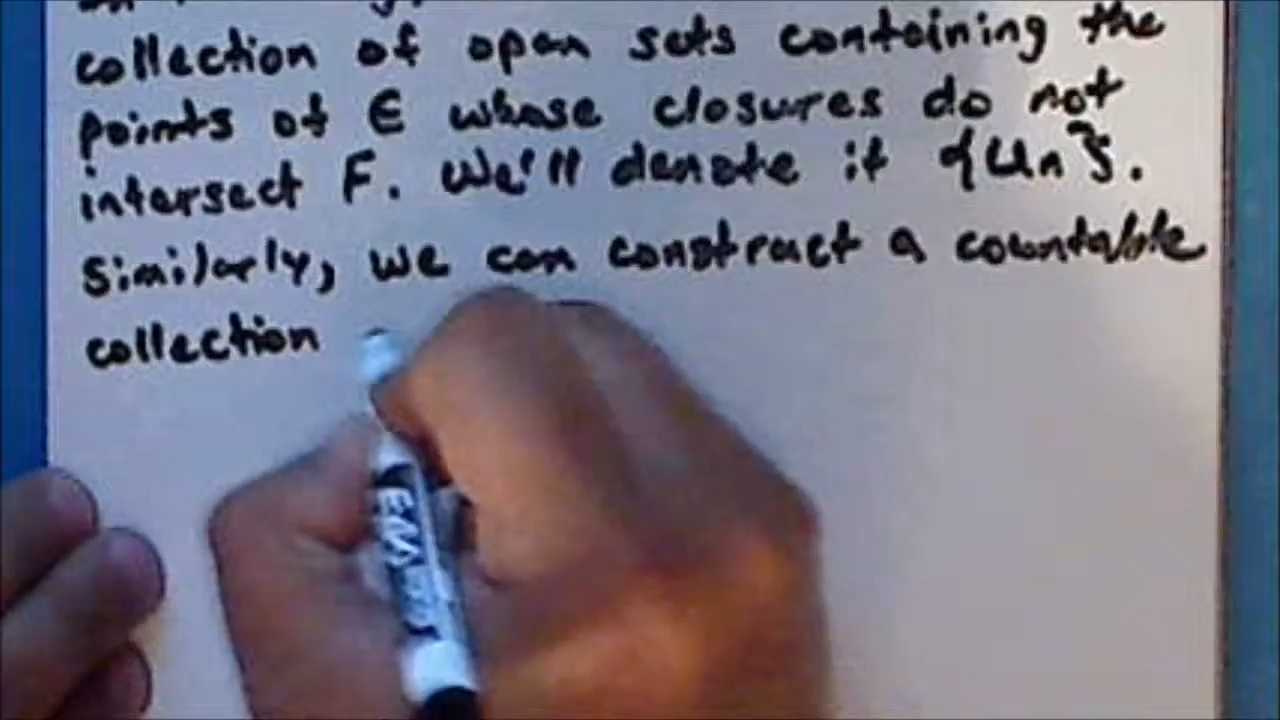 collection of open sets containing the
points of E whose closures do not
intersect F. We'll denote it {Un}.
Similarly, we can construct a countable
collection